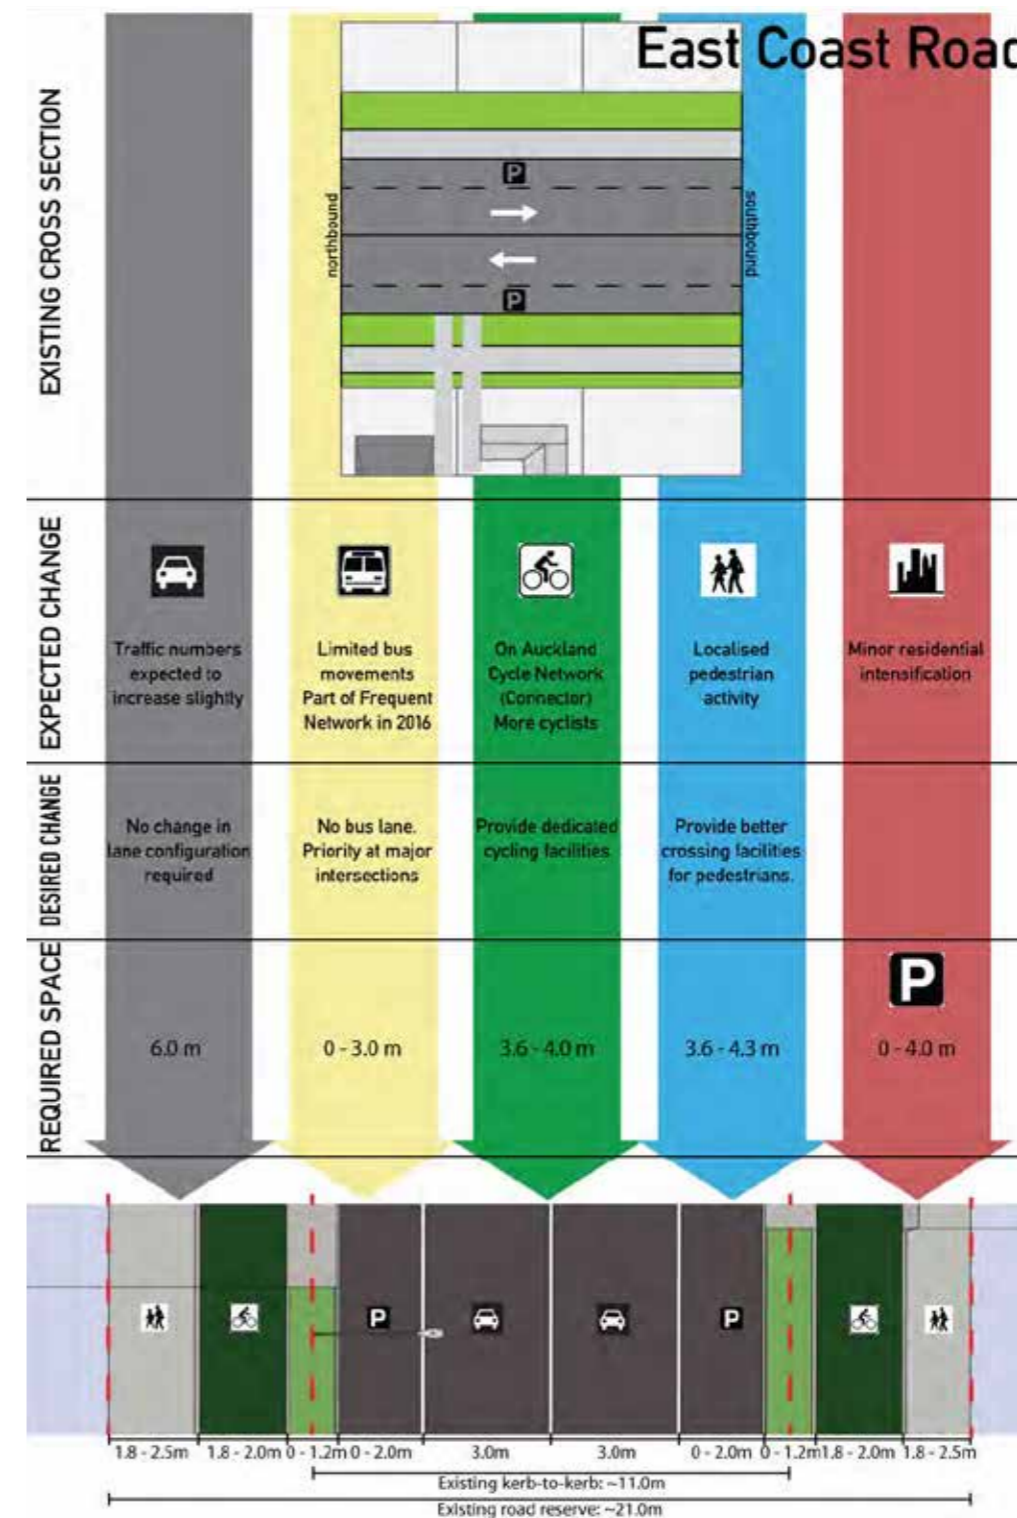 East Coast Road
EXISTING CROSS SECTION
northbound
P
P
southbound
EXPECTED CHANGE
Traffic numbers
expected to
increase slightly
Limited bus
movements
Part of Frequent
Network in 2016
On Auckland
Cycle Network
(Connector)
More cyclists
Localised
pedestrian
activity
Minor residential
intensification
DESIRED CHANGE
No change in
lane configuration
required
No bus lane.
Priority at major
intersections
Provide dedicated
cycling facilities
Provide better
crossing facilities
for pedestrians.
REQUIRED SPACE
6.0 m
0 - 3.0 m
3.6 - 4.0 m
3.6 - 4.3 m
P
0 - 4.0 m
P
P
1.8 - 2.5m 1.8 - 2.0m 0 - 1.2m 0 - 2.0m 3.0m 3.0m 0 - 2.0m 0 - 1.2m 1.8 - 2.0m 1.8 - 2.5m
Existing kerb-to-kerb: ~11.0m
Existing road reserve: ~21.0m